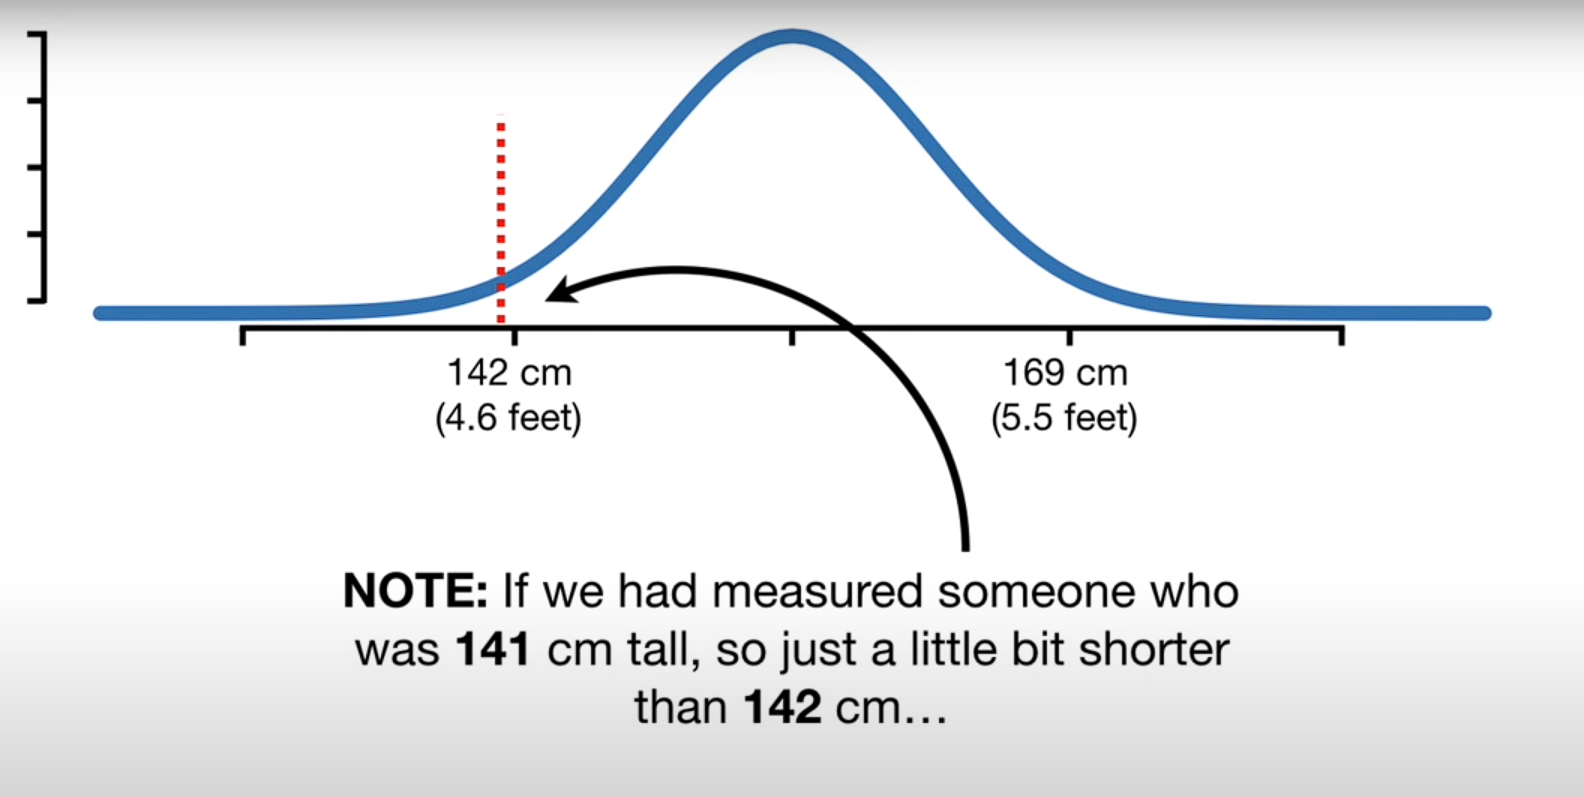 142 cm
(4.6 feet)
169 cm
(5.5 feet)
NOTE: If we had measured someone who
was 141 cm tall, so just a little bit shorter
than 142 cm…